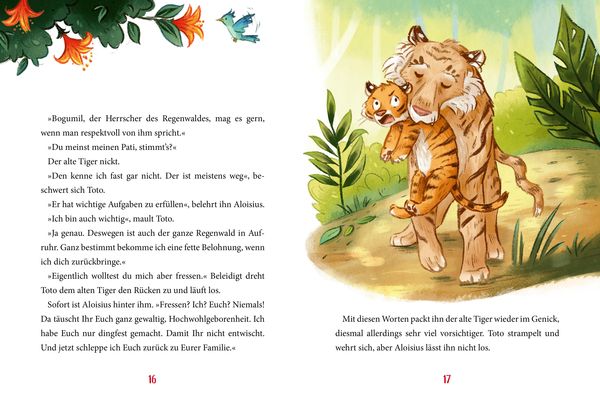 »Bogumil, der Herrscher des Regenwaldes, mag es gern,
wenn man respektvoll von ihm spricht.«
»Du meinst meinen Pati, stimmt’s?«
Der alte Tiger nickt.
»Den kenne ich fast gar nicht. Der ist meistens weg«, be-
schwert sich Toto.
»Er hat wichtige Aufgaben zu erfüllen«, belehrt ihn Aloisius.
»Ich bin auch wichtig«, mault Toto.
»Ja genau. Deswegen ist auch der ganze Regenwald in Auf-
ruhr. Ganz bestimmt bekomme ich eine fette Belohnung, wenn
ich dich zurückbringe.«
»Eigentlich wolltest du mich aber fressen.« Beleidigt dreht
Toto dem alten Tiger den Rücken zu und läuft los.
Sofort ist Aloisius hinter ihm. »Fressen? Ich? Euch? Niemals!
Da täuscht Ihr Euch ganz gewaltig, Hochwohlgeborenheit. Ich
habe Euch nur dingfest gemacht. Damit Ihr nicht entwischt.
Und jetzt schleppe ich Euch zurück zu Eurer Familie.«
16
Mit diesen Worten packt ihn der alte Tiger wieder im Genick,
diesmal allerdings sehr viel vorsichtiger. Toto strampelt und
wehrt sich, aber Aloisius lässt ihn nicht los.
17